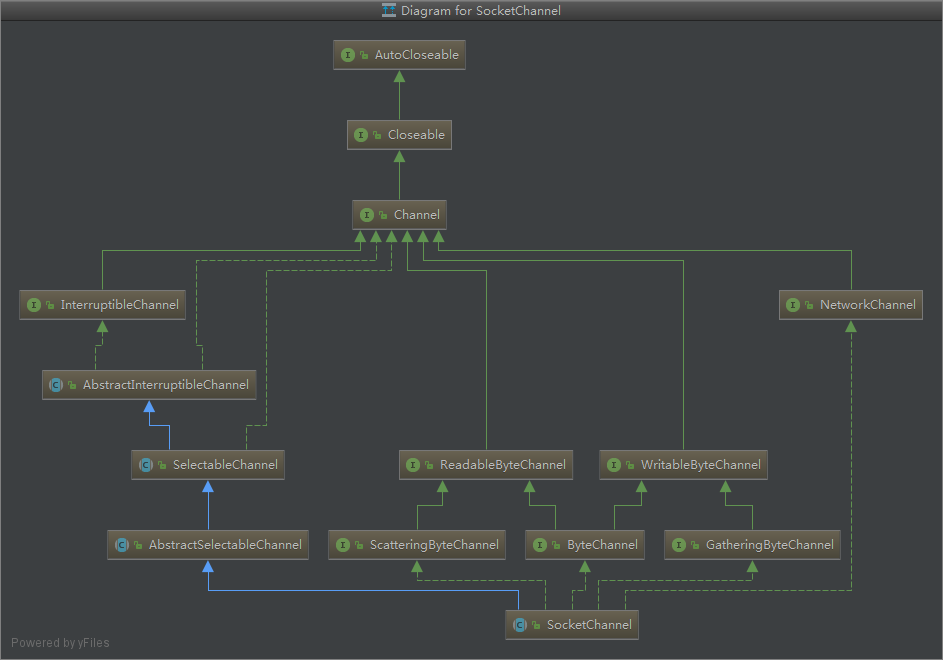 Diagram for SocketChannel
AutoCloseable
Closeable
Channel
InterruptibleChannel
NetworkChannel
AbstractInterruptibleChannel
SelectableChannel
ReadableByteChannel
WritableByteChannel
AbstractSelectableChannel
ScatteringByteChannel
ByteChannel
GatheringByteChannel
SocketChannel
Powered by yFiles